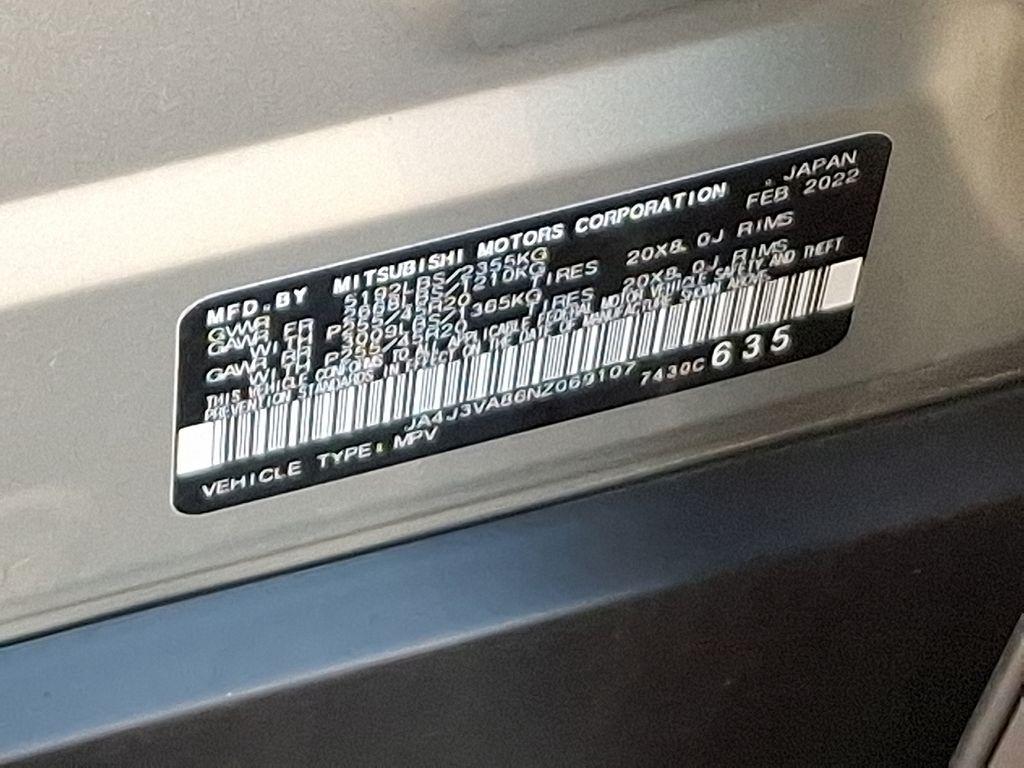 MFD.BY MITSUBISHI MOTORS CORPORATION , JAPAN
GVWR 5192LBS/2355KG FEB 2022
GAWR FR 2668LBS/1210KG
WITH P255/45R20 TIRES 20X8.0J RIMS
GAWR RR 3009LBS/1365KG
WITH P255/45R20 TIRES 20X8.0J RIMS
THIS VEHICLE CONFORMS TO ALL APPLICABLE FEDERAL MOTOR VEHICLE SAFETY AND THEFT
PREVENTION STANDARDS IN EFFECT ON THE DATE OF MANUFACTURE SHOWN ABOVE.
JA4J3VA86NZ069107 7430C 635
VEHICLE TYPE: MPV